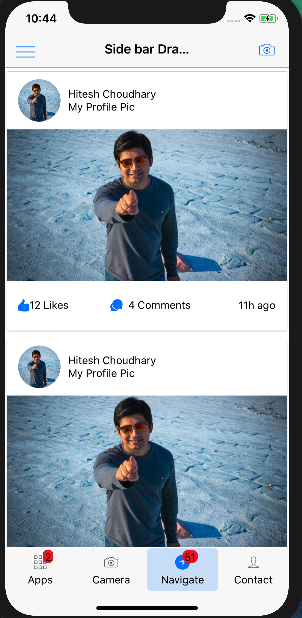 10:44
Side bar Dra...
Hitesh Choudhary
My Profile Pic
12 Likes
4 Comments
11h ago
Hitesh Choudhary
My Profile Pic
2
51
Apps
Camera
Navigate
Contact